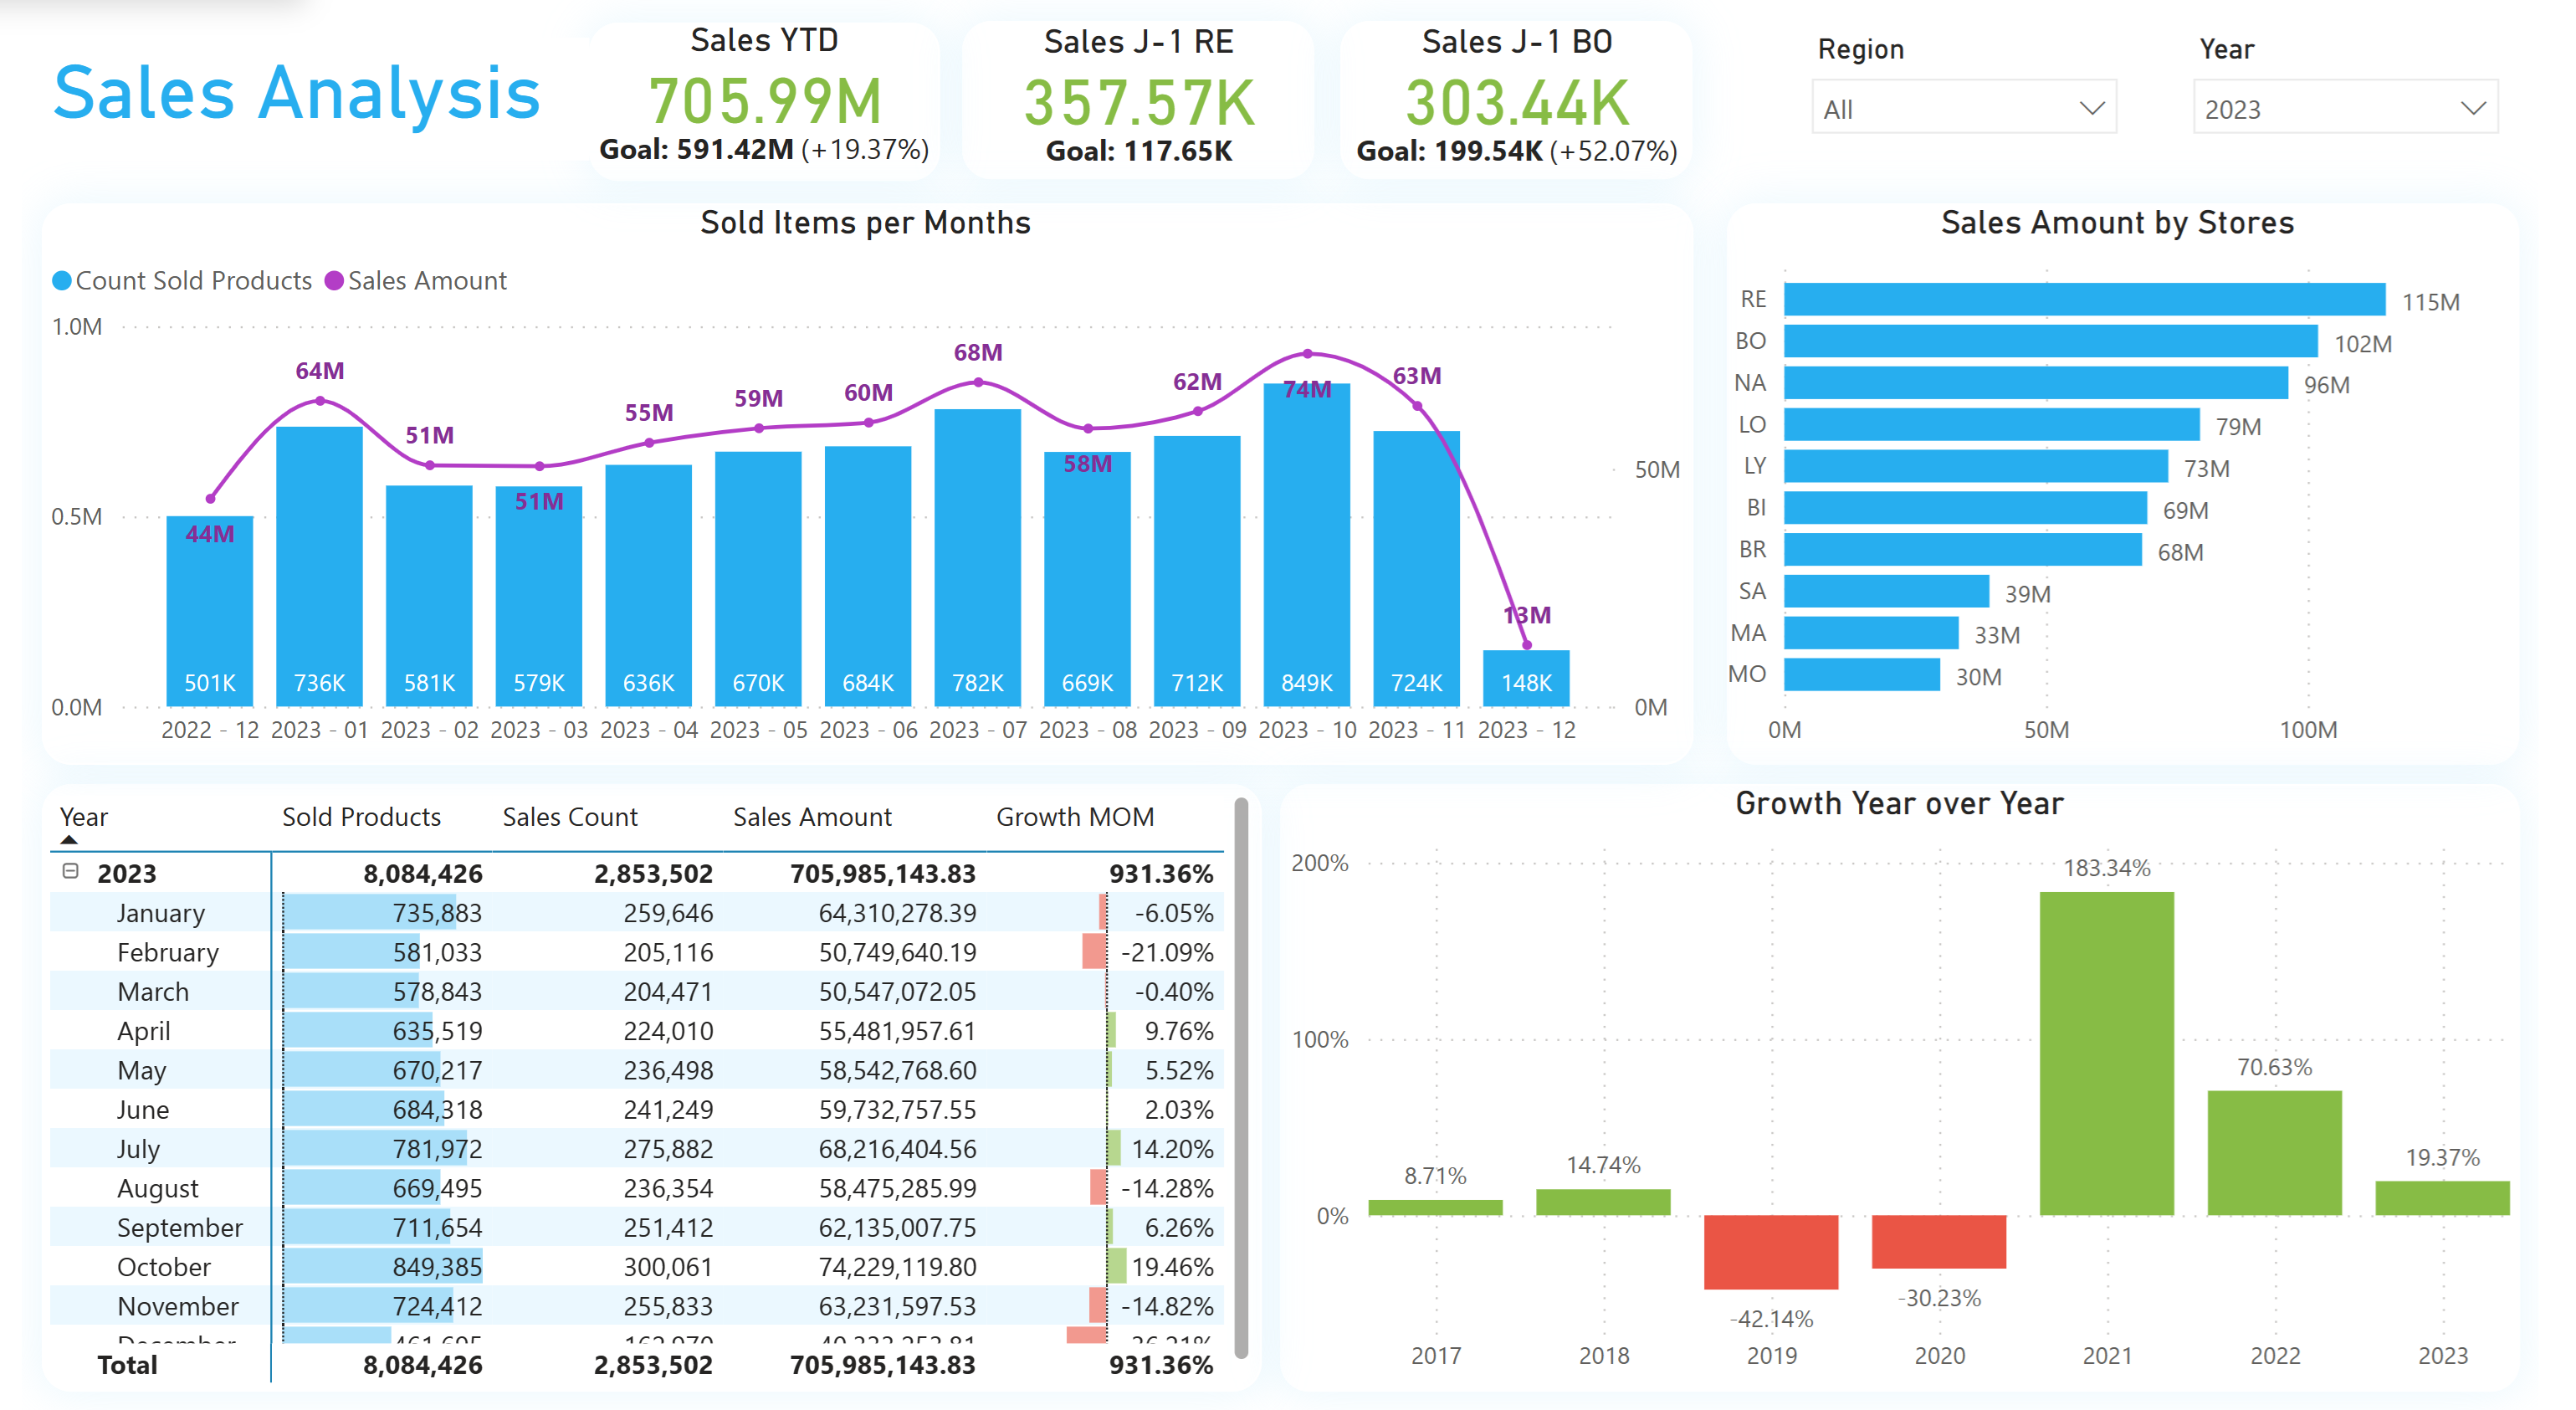 Sales Analysis
Sales YTD
705.99M
Goal: 591.42M (+19.37%)
Sales J-1 RE
357.57K
Goal: 117.65K
Sales J-1 BO
303.44K
Goal: 199.54K (+52.07%)
Region
All
Year
2023
Sold Items per Months
Count Sold Products Sales Amount
1.0M
0.5M
0.0M
50M
0M
44M 64M 51M 51M 55M 59M 60M 68M 58M 62M 74M 63M 13M
501K 736K 581K 579K 636K 670K 684K 782K 669K 712K 849K 724K 148K
2022 - 12 2023 - 01 2023 - 02 2023 - 03 2023 - 04 2023 - 05 2023 - 06 2023 - 07 2023 - 08 2023 - 09 2023 - 10 2023 - 11 2023 - 12
Sales Amount by Stores
RE 115M
BO 102M
NA 96M
LO 79M
LY 73M
BI 69M
BR 68M
SA 39M
MA 33M
MO 30M
0M 50M 100M
Year Sold Products Sales Count Sales Amount Growth MOM
2023 8,084,426 2,853,502 705,985,143.83 931.36%
January 735,883 259,646 64,310,278.39 -6.05%
February 581,033 205,116 50,749,640.19 -21.09%
March 578,843 204,471 50,547,072.05 -0.40%
April 635,519 224,010 55,481,957.61 9.76%
May 670,217 236,498 58,542,768.60 5.52%
June 684,318 241,249 59,732,757.55 2.03%
July 781,972 275,882 68,216,404.56 14.20%
August 669,495 236,354 58,475,285.99 -14.28%
September 711,654 251,412 62,135,007.75 6.26%
October 849,385 300,061 74,229,119.80 19.46%
November 724,412 255,833 63,231,597.53 -14.82%
December
Total 8,084,426 2,853,502 705,985,143.83 931.36%
Growth Year over Year
200%
100%
0%
8.71% 14.74% -42.14% -30.23% 183.34% 70.63% 19.37%
2017 2018 2019 2020 2021 2022 2023